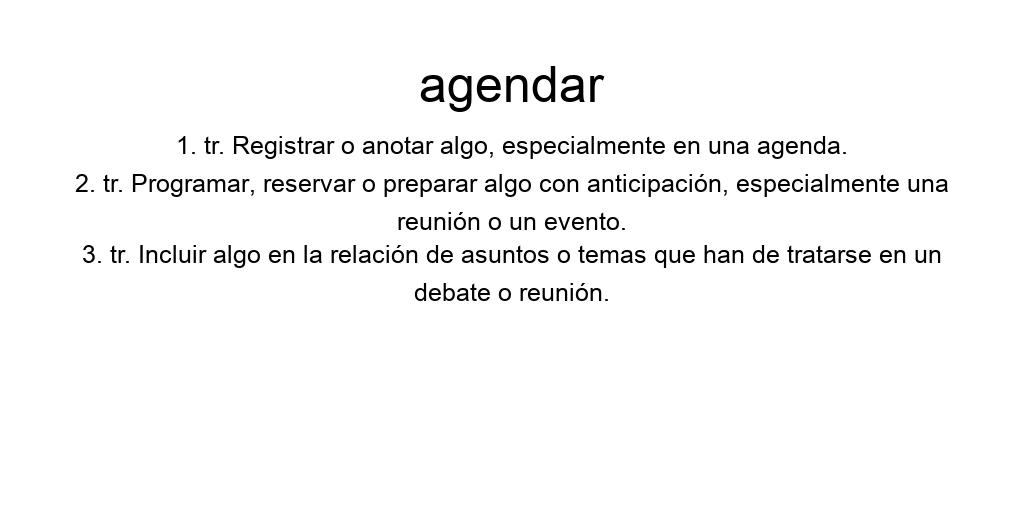 agendar
1. tr. Registrar o anotar algo, especialmente en una agenda.
2. tr. Programar, reservar o preparar algo con anticipación, especialmente una
reunión o un evento.
3. tr. Incluir algo en la relación de asuntos o temas que han de tratarse en un
debate o reunión.